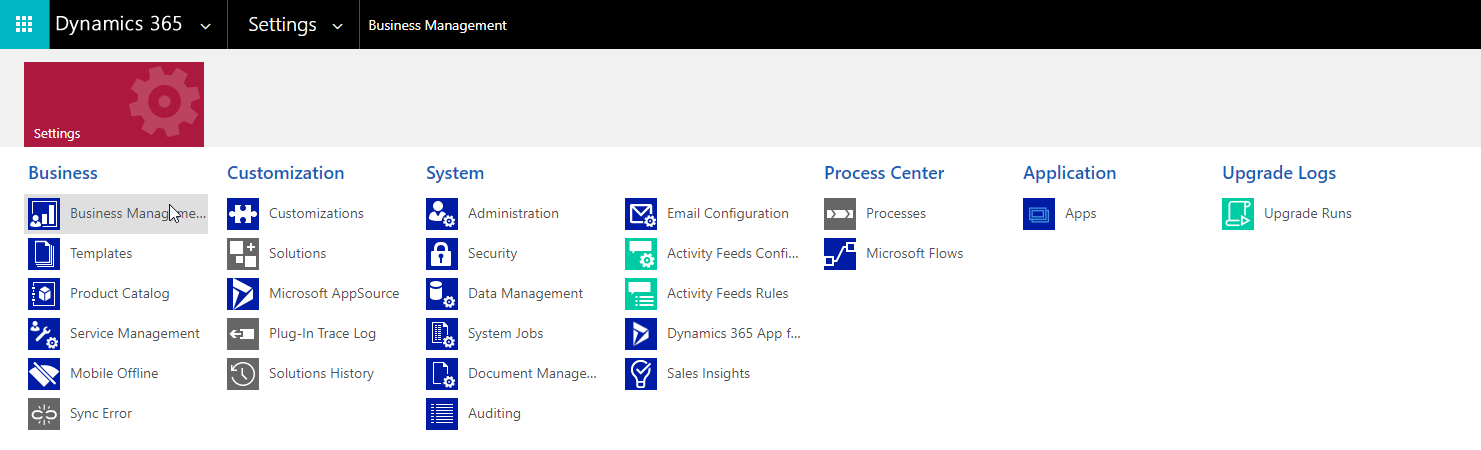 Dynamics 365
Settings
Business Management
Settings
Business
Business Manageme...
Templates
Product Catalog
Service Management
Mobile Offline
Sync Error
Customization
Customizations
Solutions
Microsoft AppSource
Plug-In Trace Log
Solutions History
System
Administration
Security
Data Management
System Jobs
Document Manage...
Auditing
Email Configuration
Activity Feeds Confi...
Activity Feeds Rules
Dynamics 365 App f...
Sales Insights
Process Center
Processes
Microsoft Flows
Application
Apps
Upgrade Logs
Upgrade Runs